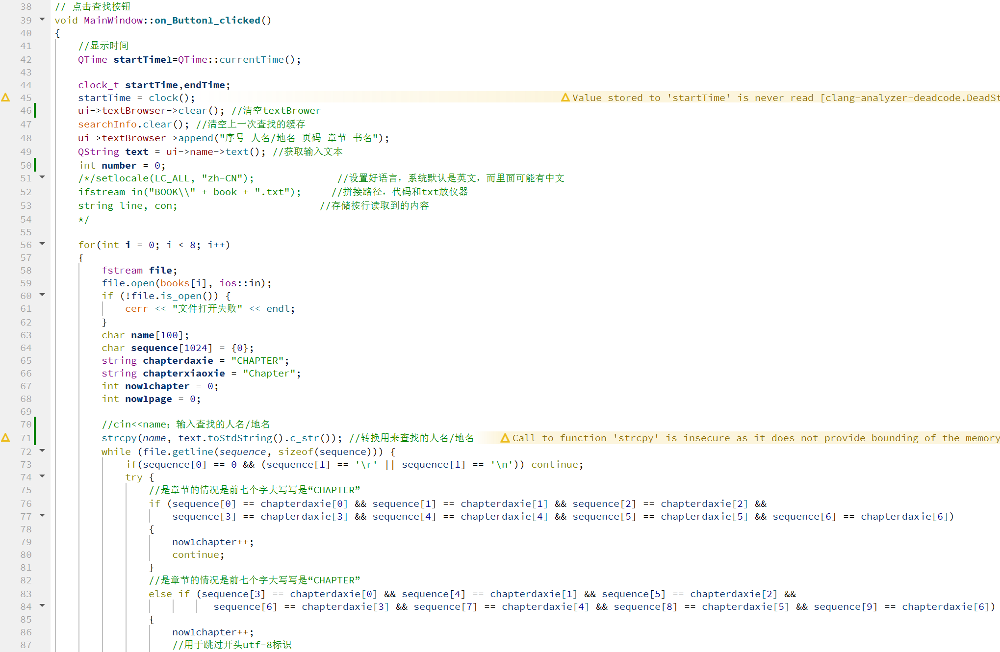 38 // 点击查找按钮
39 void MainWindow::on_Button1_clicked()
40 {
41 //显示时间
42 QTime startTime1=QTime::currentTime();
43
44 clock_t startTime,endTime;
45 startTime = clock(); Value stored to 'startTime' is never read [clang-analyzer-deadcode.DeadSt
46 ui->textBrowser->clear(); //清空textBrower
47 searchInfo.clear(); //清空上一次查找的缓存
48 ui->textBrowser->append("序号 人名/地名 页码 章节 书名");
49 QString text = ui->name->text(); //获取输入文本
50 int number = 0;
51 /*/setlocale(LC_ALL, "zh-CN"); //设置好语言，系统默认是英文，而里面可能有中文
52 ifstream in("BOOK\\" + book + ".txt"); //拼接路径，代码和txt放仪器
53 string line, con; //存储按行读取到的内容
54 */
55
56 for(int i = 0; i < 8; i++)
57 {
58 fstream file;
59 file.open(books[i], ios::in);
60 if (!file.is_open()) {
61 cerr << "文件打开失败" << endl;
62 }
63 char name[100];
64 char sequence[1024] = {0};
65 string chapterdaxie = "CHAPTER";
66 string chapterxiaoxie = "Chapter";
67 int now1chapter = 0;
68 int now1page = 0;
69
70 //cin<<name；输入查找的人名/地名
71 strcpy(name, text.toStdString().c_str()); //转换用来查找的人名/地名 Call to function 'strcpy' is insecure as it does not provide bounding of the memory
72 while (file.getline(sequence, sizeof(sequence))) {
73 if(sequence[0] == 0 && (sequence[1] == '\r' || sequence[1] == '\n')) continue;
74 try {
75 //是章节的情况是前七个字大写写是“CHAPTER”
76 if (sequence[0] == chapterdaxie[0] && sequence[1] == chapterdaxie[1] && sequence[2] == chapterdaxie[2] &&
77 sequence[3] == chapterdaxie[3] && sequence[4] == chapterdaxie[4] && sequence[5] == chapterdaxie[5] && sequence[6] == chapterdaxie[6])
78 {
79 now1chapter++;
80 continue;
81 }
82 //是章节的情况是前七个字大写写是“CHAPTER”
83 else if (sequence[3] == chapterdaxie[0] && sequence[4] == chapterdaxie[1] && sequence[5] == chapterdaxie[2] &&
84 sequence[6] == chapterdaxie[3] && sequence[7] == chapterdaxie[4] && sequence[8] == chapterdaxie[5] && sequence[9] == chapterdaxie[6])
85 {
86 now1chapter++;
87 //用于跳过开头utf-8标识